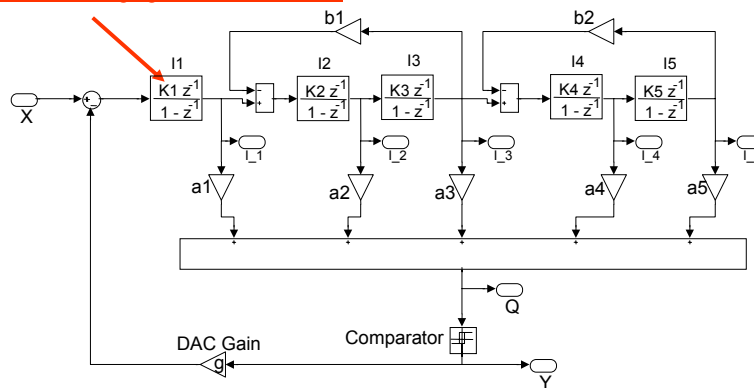 b1 b2
I1 I2 I3 I4 I5
K1 z-1 K2 z-1 K3 z-1 K4 z-1 K5 z-1
1 - z-1 1 - z-1 1 - z-1 1 - z-1 1 - z-1
X
I_1 I_2 I_3 I_4
a1 a2 a3 a4 a5
Q
DAC Gain Comparator
g
Y